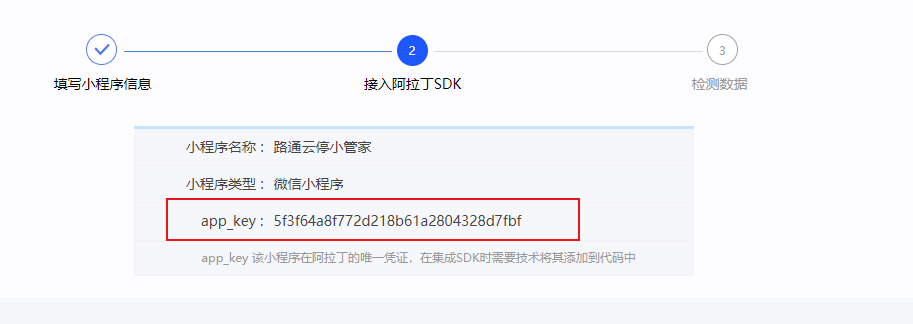 2
3
填写小程序信息
接入阿拉丁SDK
检测数据
小程序名称： 路通云停小管家
小程序类型： 微信小程序
app_key： 5f3f64a8f772d218b61a2804328d7fbf
app_key 该小程序在阿拉丁的唯一凭证，在集成SDK时需要技术将其添加到代码中